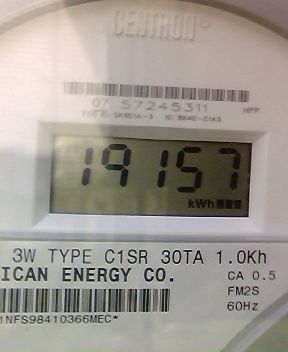 CENTRON®
07 57245311 HPP
19157
kWh
3W TYPE C1SR 30TA 1.0Kh
ICAN ENERGY CO. CA 0.5
FM2S
60Hz
1NFS98410366MEC*